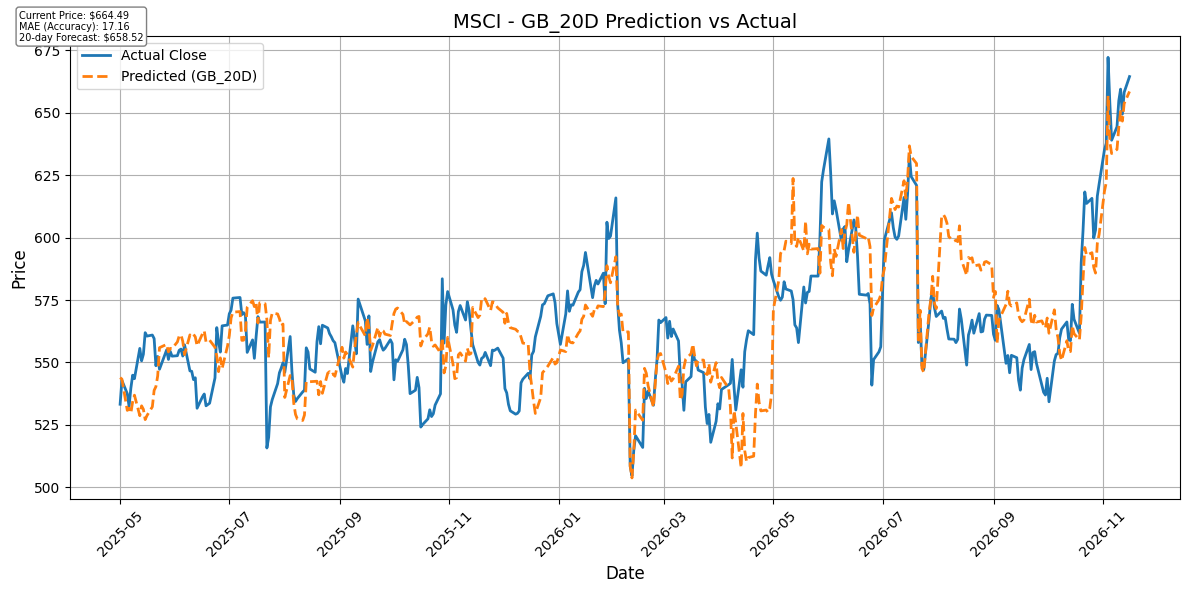 MSCI - GB_20D Prediction vs Actual
Current Price: $664.49
MAE (Accuracy): 17.16
20-day Forecast: $658.52
Actual Close
Predicted (GB_20D)
Price
675
650
625
600
575
550
525
500
2025-05
2025-07
2025-09
2025-11
2026-01
2026-03
2026-05
2026-07
2026-09
2026-11
Date